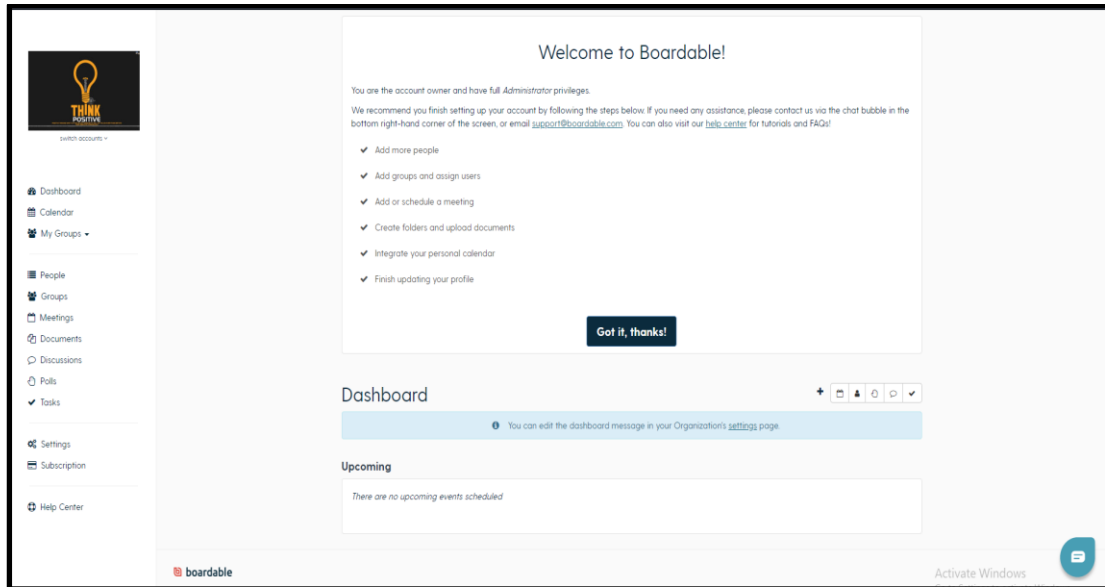 THINK
POSITIVE
switch-accounts
Dashboard
Calendar
My Groups
People
Groups
Meetings
Documents
Discussions
Polls
Tasks
Settings
Subscription
Help Center
Welcome to Boardable!
You are the account owner and have full Administrator privileges.
We recommend you finish setting up your account by following the steps below. If you need any assistance, please contact us via the chat bubble in the
bottom right-hand corner of the screen, or email support@boardable.com. You can also visit our help center for tutorials and FAQs!
Add more people
Add groups and assign users
Add or schedule a meeting
Create folders and upload documents
Integrate your personal calendar
Finish updating your profile
Got it, thanks!
Dashboard
You can edit the dashboard message in your Organization's settings page.
Upcoming
There are no upcoming events scheduled
boardable
Activate Windows